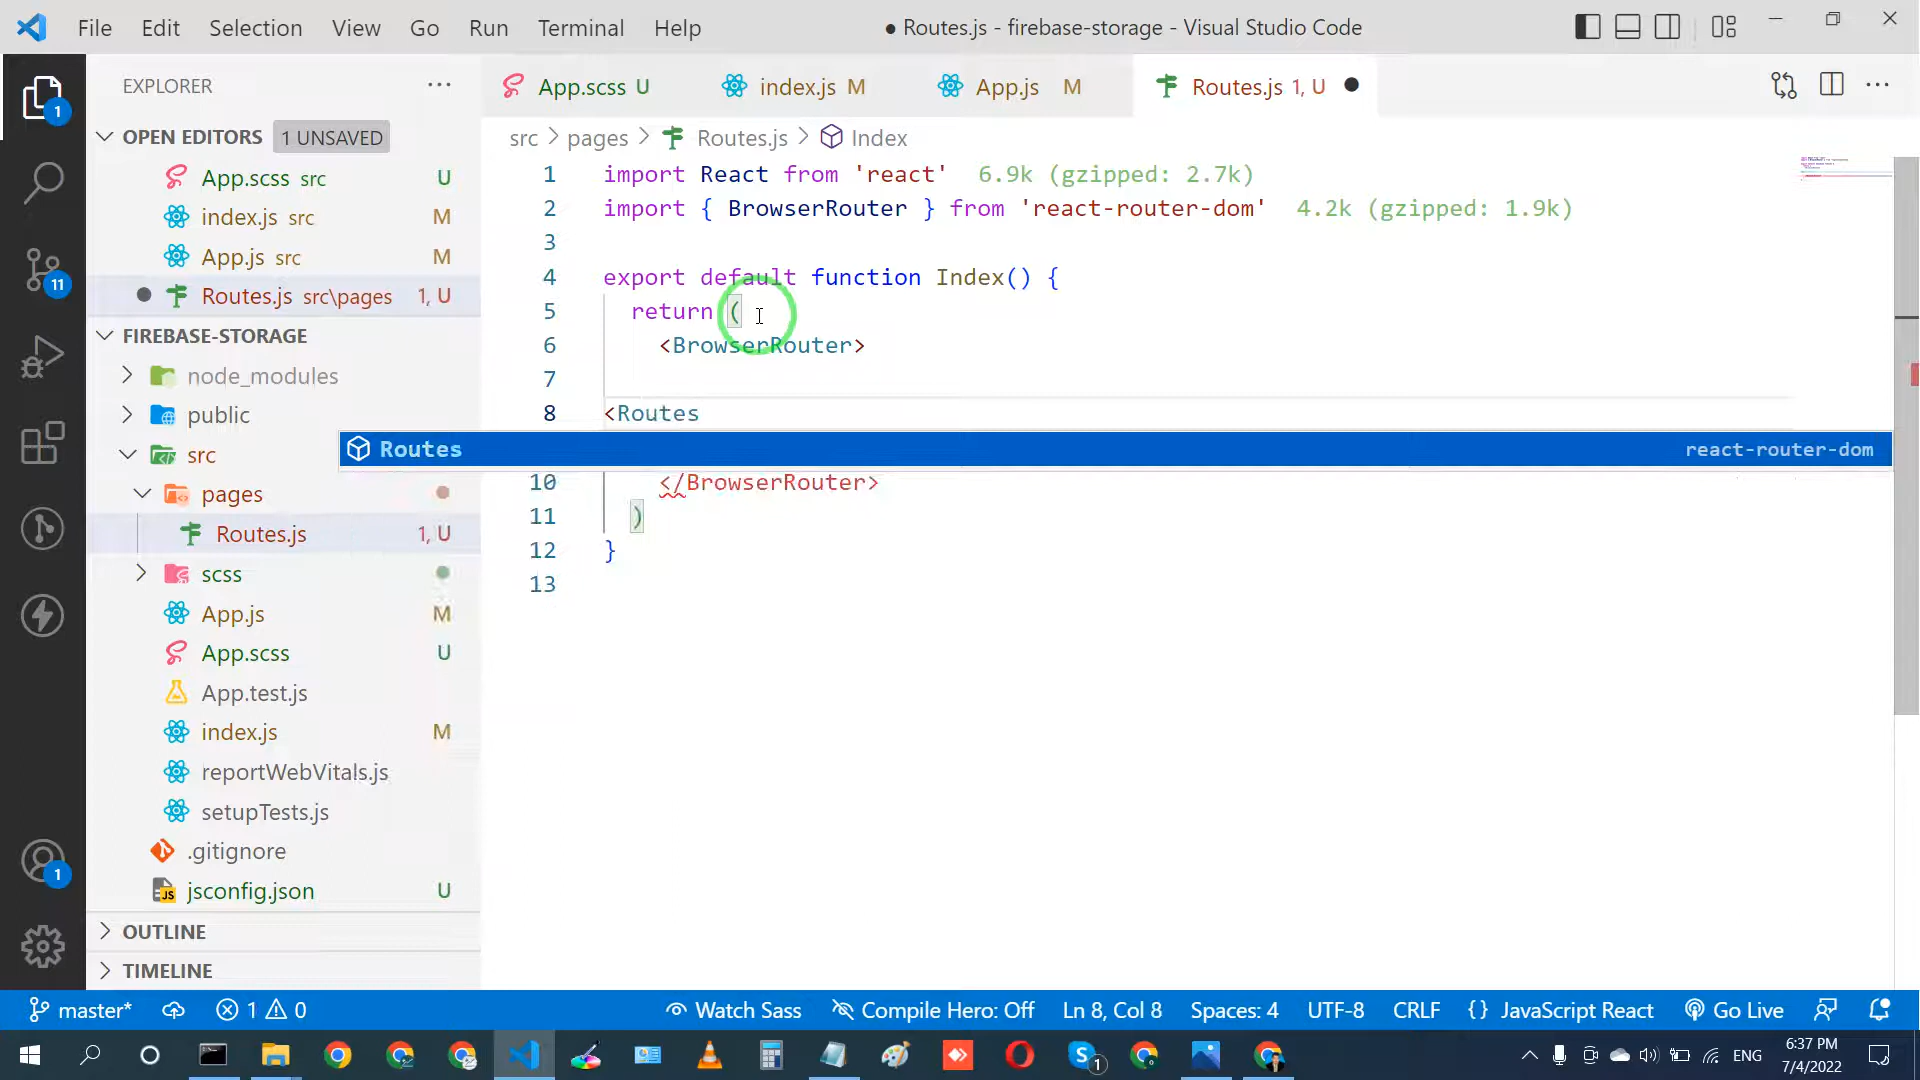 File Edit Selection View Go Run Terminal Help
● Routes.js - firebase-storage - Visual Studio Code
EXPLORER
App.scss U
index.js M
App.js M
Routes.js 1, U
OPEN EDITORS 1 UNSAVED
App.scss src U
index.js src M
App.js src M
Routes.js src\pages 1, U
FIREBASE-STORAGE
node_modules
public
src
pages
Routes.js 1, U
scss
App.js M
App.scss U
App.test.js
index.js M
reportWebVitals.js
setupTests.js
.gitignore
jsconfig.json U
OUTLINE
TIMELINE
src > pages > Routes.js > Index
1 import React from 'react' 6.9k (gzipped: 2.7k)
2 import { BrowserRouter } from 'react-router-dom' 4.2k (gzipped: 1.9k)
3
4 export default function Index() {
5 return (
6 <BrowserRouter>
7
8 <Routes
Routes react-router-dom
10 </BrowserRouter>
11 )
12 }
13
1
11
1
master* 1 0 Watch Sass Compile Hero: Off Ln 8, Col 8 Spaces: 4 UTF-8 CRLF {} JavaScript React Go Live
1
ENG
6:37 PM
7/4/2022